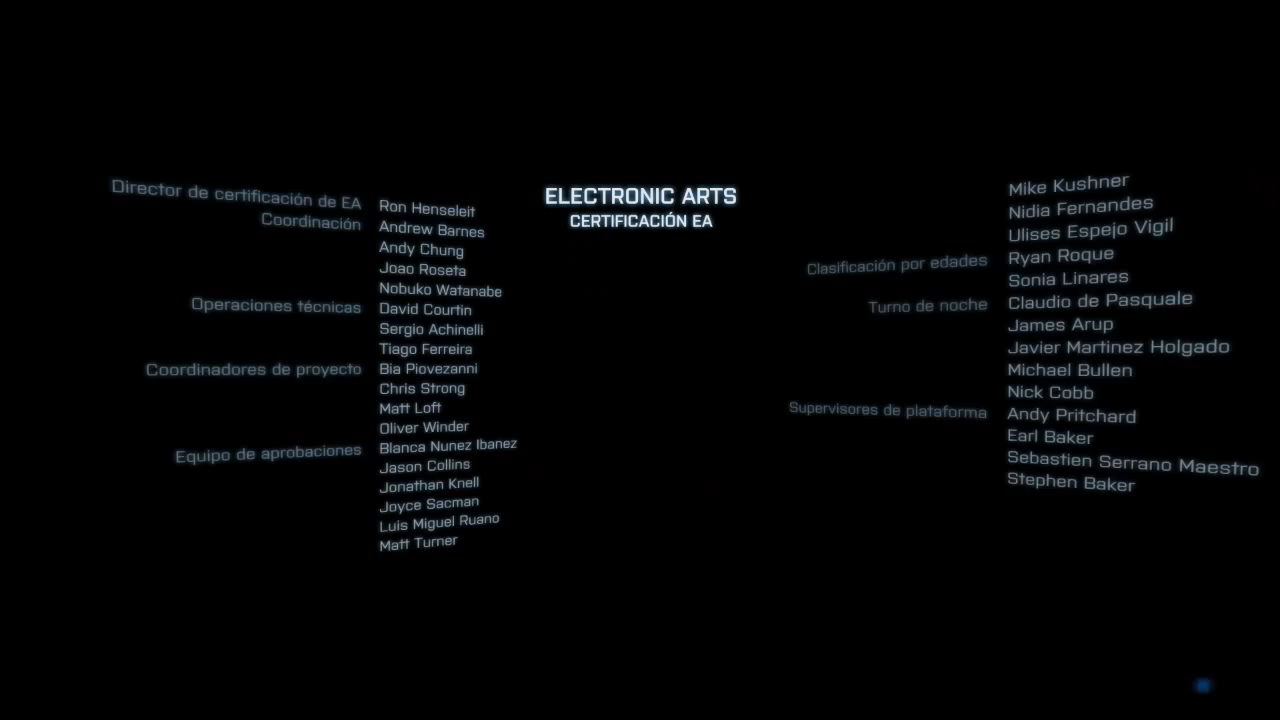 ELECTRONIC ARTS
CERTIFICACIÓN EA
Director de certificación de EA Ron Henseleit
Coordinación Andrew Barnes
Andy Chung
Joao Roseta
Nobuko Watanabe
Operaciones técnicas David Courtin
Sergio Achinelli
Tiago Ferreira
Coordinadores de proyecto Bia Piovezanni
Chris Strong
Matt Loft
Oliver Winder
Equipo de aprobaciones Blanca Nunez Ibanez
Jason Collins
Jonathan Knell
Joyce Sacman
Luis Miguel Ruano
Matt Turner
Mike Kushner
Nidia Fernandes
Ulises Espejo Vigil
Clasificación por edades Ryan Roque
Sonia Linares
Turno de noche Claudio de Pasquale
James Arup
Javier Martinez Holgado
Michael Bullen
Nick Cobb
Supervisores de plataforma Andy Pritchard
Earl Baker
Sebastien Serrano Maestro
Stephen Baker